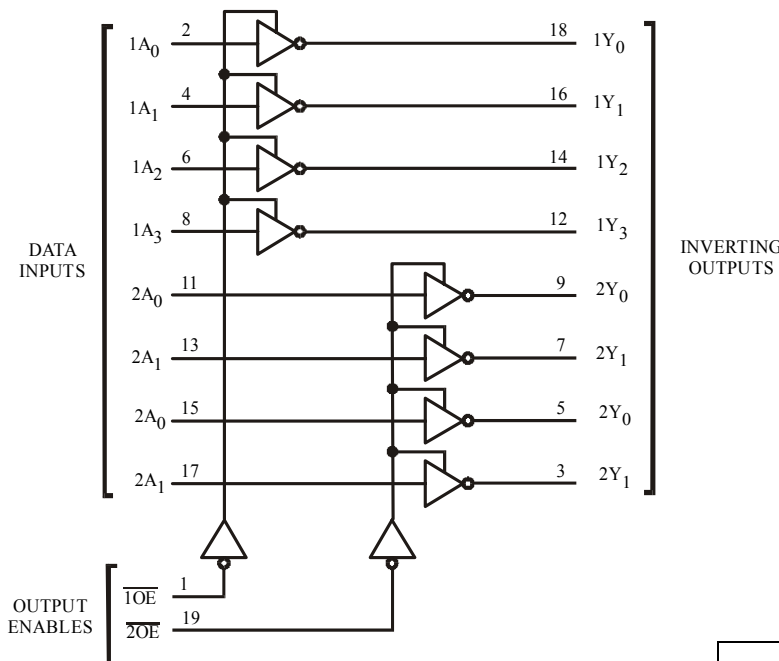 1A0 2 18 1Y0
1A1 4 16 1Y1
1A2 6 14 1Y2
1A3 8 12 1Y3
DATA
INPUTS
INVERTING
OUTPUTS
2A0 11 9 2Y0
2A1 13 7 2Y1
2A0 15 5 2Y0
2A1 17 3 2Y1
OUTPUT
ENABLES
1OE 1
2OE 19